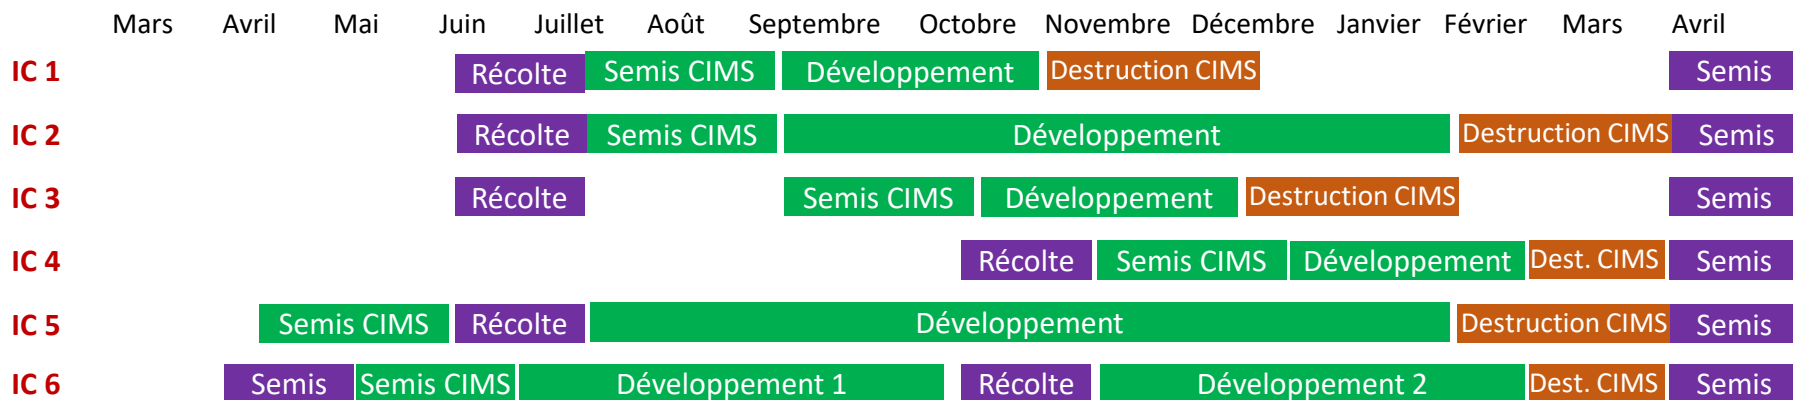 Mars Avril Mai Juin Juillet Août Septembre Octobre Novembre Décembre Janvier Février Mars Avril
IC 1 Récolte Semis CIMS Développement Destruction CIMS Semis
IC 2 Récolte Semis CIMS Développement Destruction CIMS Semis
IC 3 Récolte Semis CIMS Développement Destruction CIMS Semis
IC 4 Récolte Semis CIMS Développement Dest. CIMS Semis
IC 5 Semis CIMS Récolte Développement Destruction CIMS Semis
IC 6 Semis Semis CIMS Développement 1 Récolte Développement 2 Dest. CIMS Semis